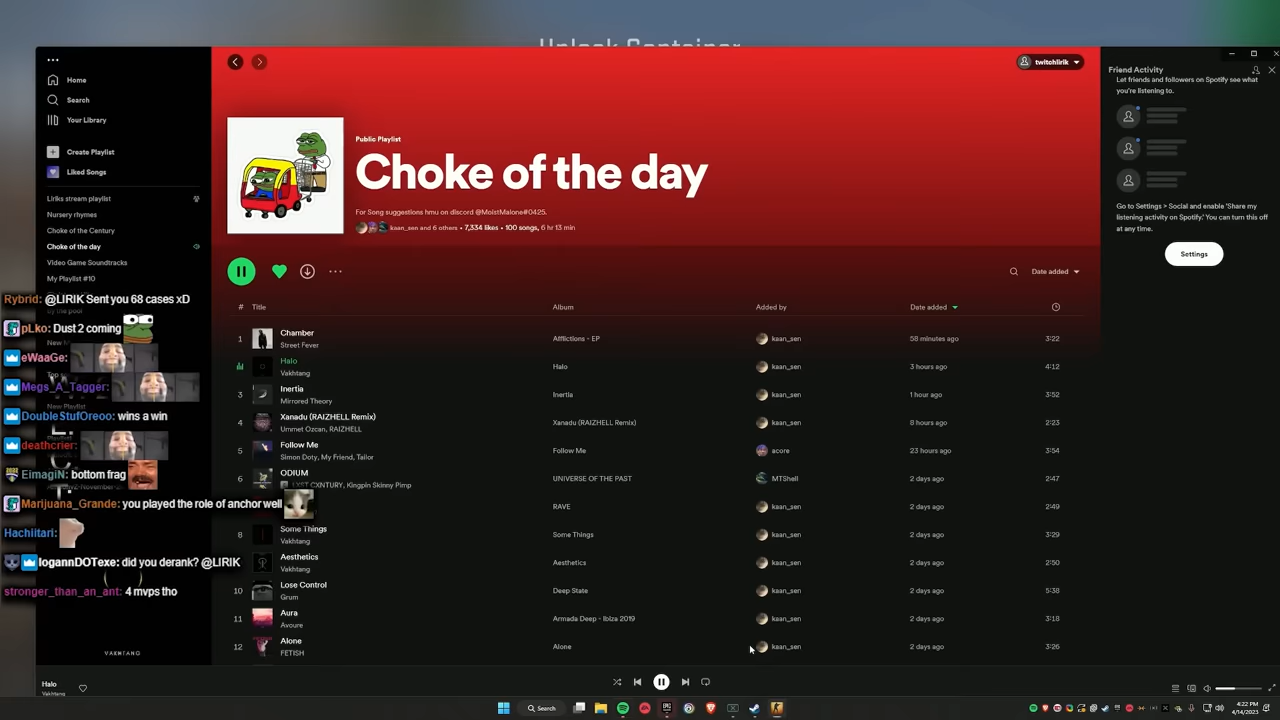 Unlock Container
Home
Search
Your Library
Create Playlist
Liked Songs
Liriks stream playlist
Nursery rhymes
Choke of the Century
Choke of the day
Video Game Soundtracks
My Playlist #10
twitchlirik
Public Playlist
Choke of the day
For Song suggestions hmu on discord @MoistMalone#0425.
kaan_sen and 6 others • 7,334 likes • 100 songs, 6 hr 13 min
Date added
# Title Album Added by Date added
1 Chamber Afflictions - EP kaan_sen 58 minutes ago 3:22
Street Fever
Halo Halo kaan_sen 3 hours ago 4:12
Vakhtang
3 Inertia Inertia kaan_sen 1 hour ago 3:52
Mirrored Theory
4 Xanadu (RAIZHELL Remix) Xanadu (RAIZHELL Remix) kaan_sen 8 hours ago 2:23
Ummet Ozcan, RAIZHELL
5 Follow Me Follow Me acore 23 hours ago 3:54
Simon Doty, My Friend, Tailor
6 ODIUM UNIVERSE OF THE PAST MTShell 2 days ago 2:47
LXST CXNTURY, Kingpin Skinny Pimp
RAVE kaan_sen 2 days ago 2:49
8 Some Things Some Things kaan_sen 2 days ago 3:29
Vakhtang
Aesthetics Aesthetics kaan_sen 2 days ago 2:50
Vakhtang
10 Lose Control Deep State kaan_sen 2 days ago 5:38
Grum
11 Aura Armada Deep - Ibiza 2019 kaan_sen 2 days ago 3:18
Avoure
12 Alone Alone kaan_sen 2 days ago 3:26
FETISH
Rybrid: @LIRIK Sent you 68 cases xD
pLko: Dust 2 coming
eWaaGe:
Megs_A_Tagger:
DoubleStufOreoo: wins a win
New Playlist
deathcrier:
EimagiN: bottom frag
Marijuana_Grande: you played the role of anchor well
Hachiitari:
logannDOTexe: did you derank? @LIRIK
stronger_than_an_ant: 4 mvps tho
VAKHTANG
Halo
Vakhtang
Friend Activity
Let friends and followers on Spotify see what
you're listening to.
Go to Settings > Social and enable 'Share my
listening activity on Spotify.' You can turn this off
at any time.
Settings
Search
4:22 PM
4/14/2023